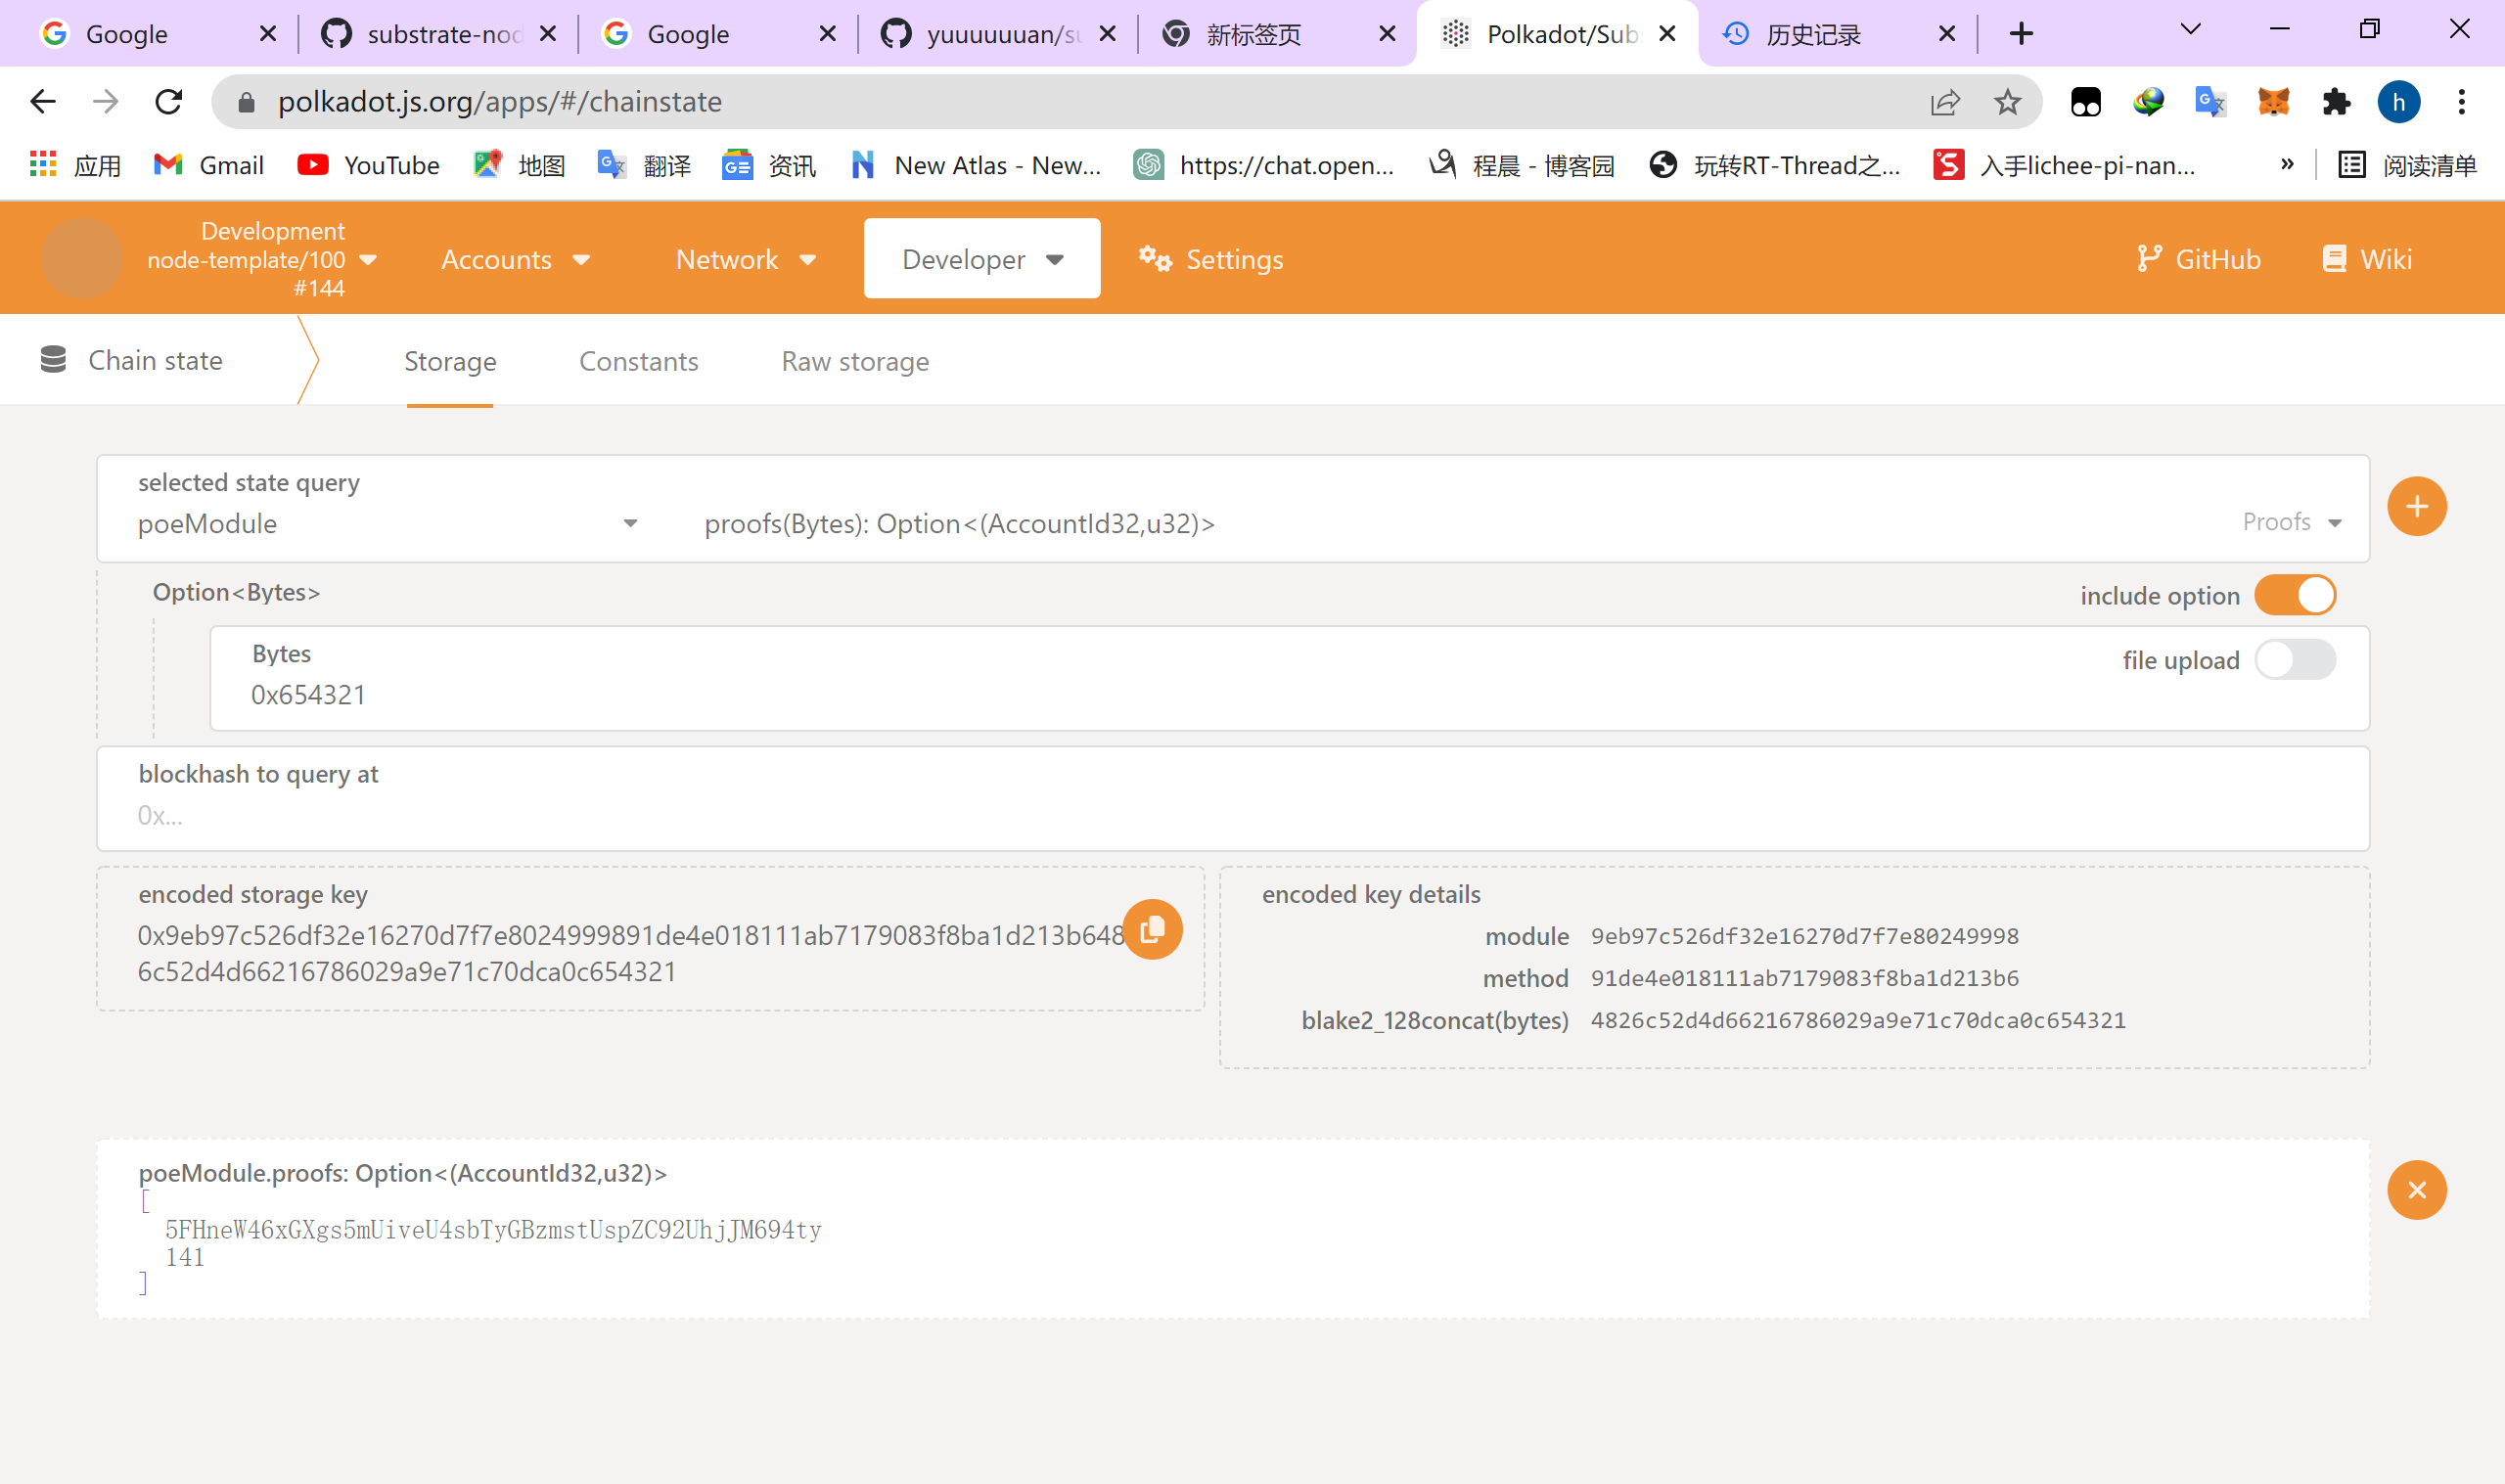 Google
substrate-nod
Google
yuuuuuuan/su
新标签页
Polkadot/Sub
历史记录
polkadot.js.org/apps/#/chainstate
h
应用
Gmail
YouTube
地图
翻译
资讯
New Atlas - New...
https://chat.open...
程晨 - 博客园
玩转RT-Thread之...
入手lichee-pi-nan...
»
阅读清单
Development
node-template/100
#144
Accounts
Network
Developer
Settings
GitHub
Wiki
Chain state
Storage
Constants
Raw storage
selected state query
poeModule
proofs(Bytes): Option<(AccountId32,u32)>
Proofs
Option<Bytes>
include option
Bytes
file upload
0x654321
blockhash to query at
0x...
encoded storage key
0x9eb97c526df32e16270d7f7e8024999891de4e018111ab7179083f8ba1d213b648
6c52d4d66216786029a9e71c70dca0c654321
encoded key details
module 9eb97c526df32e16270d7f7e80249998
method 91de4e018111ab7179083f8ba1d213b6
blake2_128concat(bytes) 4826c52d4d66216786029a9e71c70dca0c654321
poeModule.proofs: Option<(AccountId32,u32)>
[
5FHneW46xGXgs5mUiveU4sbTyGBzmstUspZC92UhjJM694ty
141
]